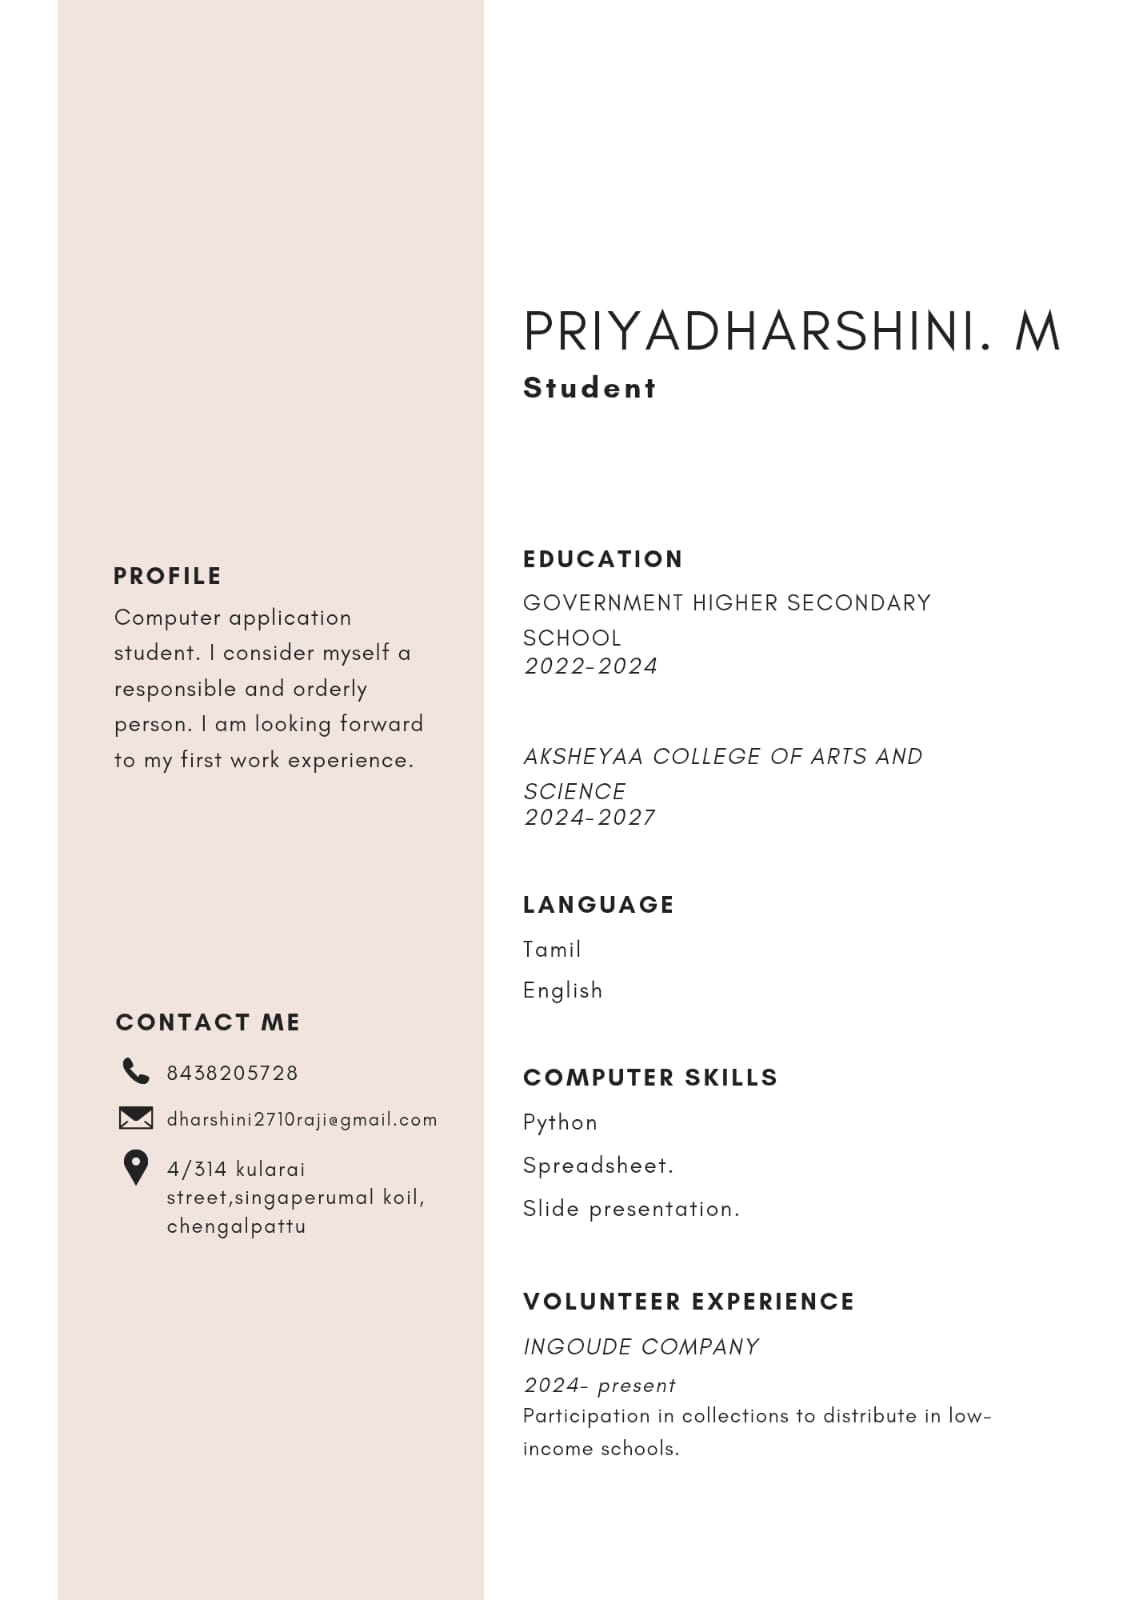 PRIYADHARSHINI. M
Student
PROFILE
Computer application
student. I consider myself a
responsible and orderly
person. I am looking forward
to my first work experience.
CONTACT ME
8438205728
dharshini2710raji@gmail.com
4/314 kularai
street,singaperumal koil,
chengalpattu
EDUCATION
GOVERNMENT HIGHER SECONDARY
SCHOOL
2022-2024
AKSHEYAA COLLEGE OF ARTS AND
SCIENCE
2024-2027
LANGUAGE
Tamil
English
COMPUTER SKILLS
Python
Spreadsheet.
Slide presentation.
VOLUNTEER EXPERIENCE
INGOUDE COMPANY
2024- present
Participation in collections to distribute in low-
income schools.